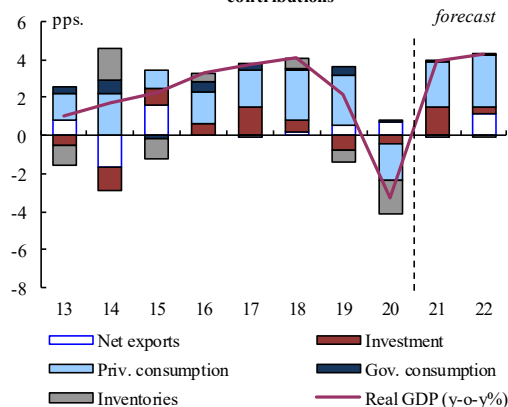 contributions
pps.
forecast
6
4
2
0
-2
-4
-6
-8
13 14 15 16 17 18 19 20 21 22
Net exports Investment
Priv. consumption Gov. consumption
Inventories Real GDP (y-o-y%)